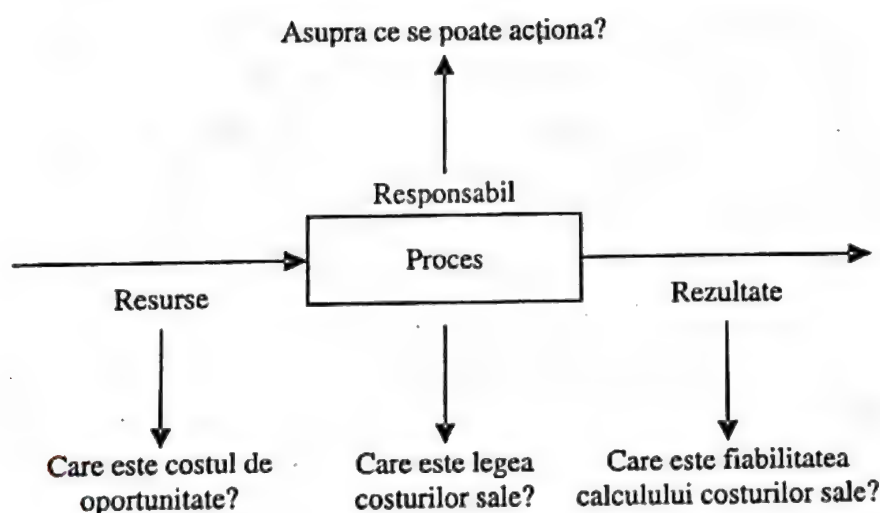 Asupra ce se poate acţiona?
Responsabil
Proces
Resurse
Rezultate
Care este costul de
oportunitate?
Care este legea
costurilor sale?
Care este fiabilitatea
calculului costurilor sale?